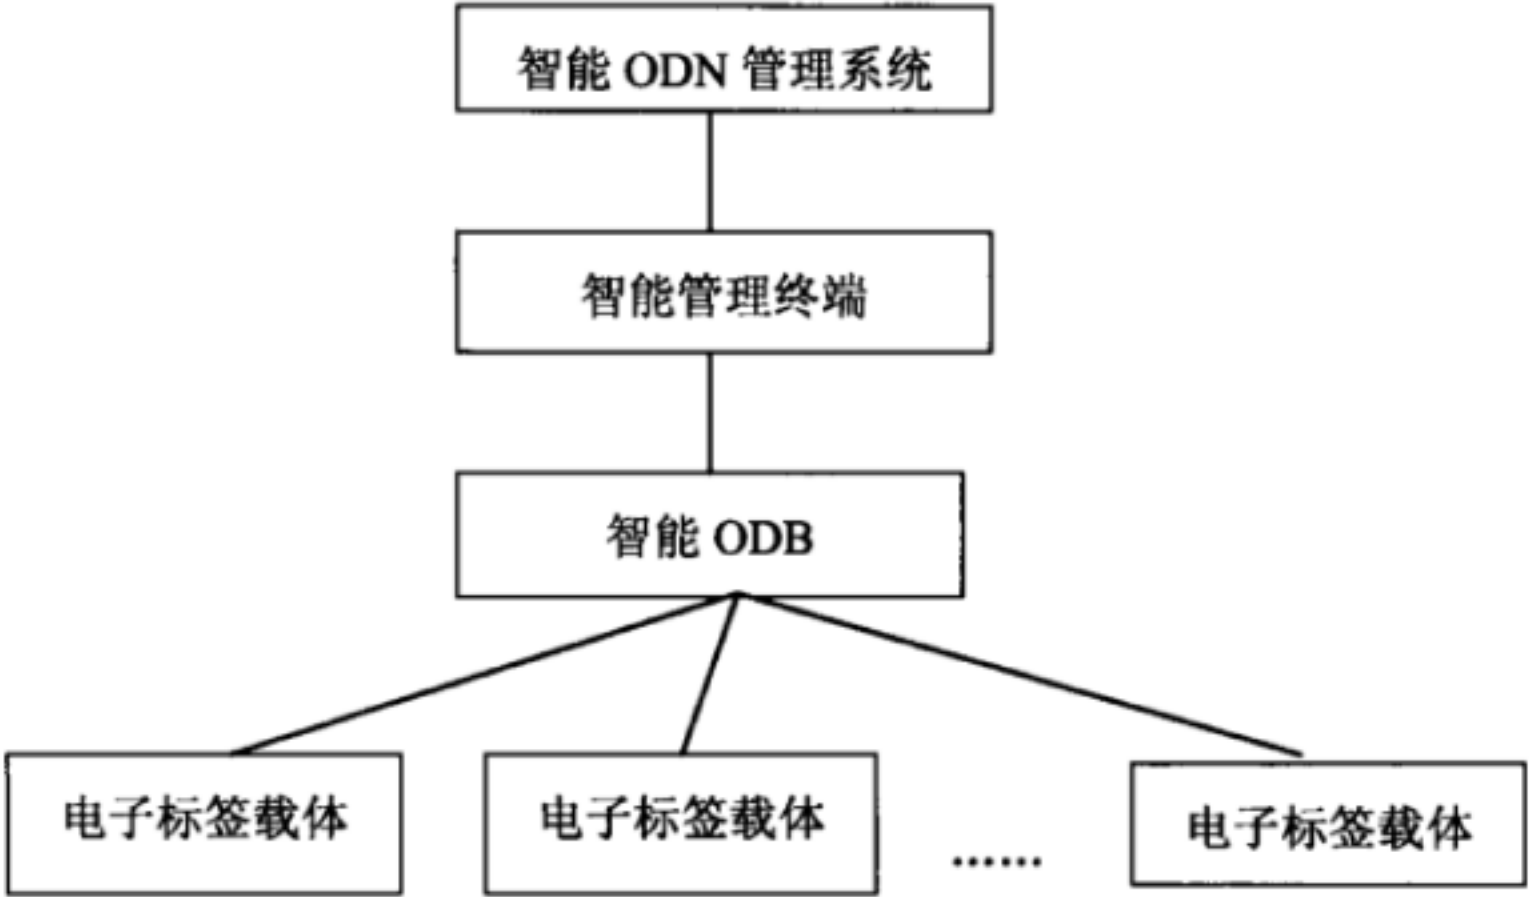 智能 ODN 管理系统
智能管理终端
智能 ODB
电子标签载体
电子标签载体
……
电子标签载体